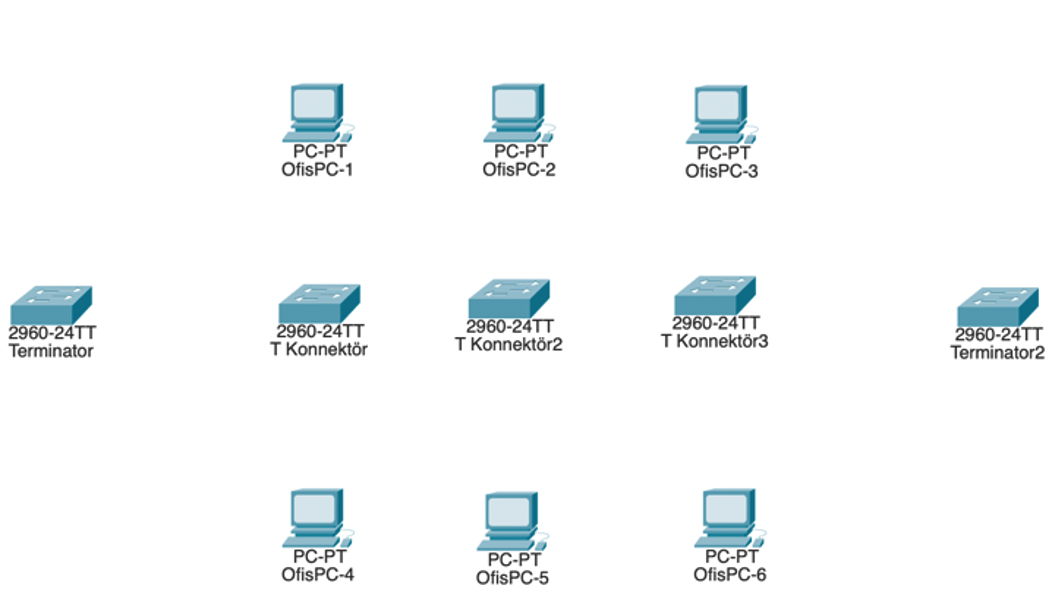 PC-PT
OfisPC-1
PC-PT
OfisPC-2
PC-PT
OfisPC-3
2960-24TT
Terminator
2960-24TT
T Konnektör
2960-24TT
T Konnektör2
2960-24TT
T Konnektör3
2960-24TT
Terminator2
PC-PT
OfisPC-4
PC-PT
OfisPC-5
PC-PT
OfisPC-6